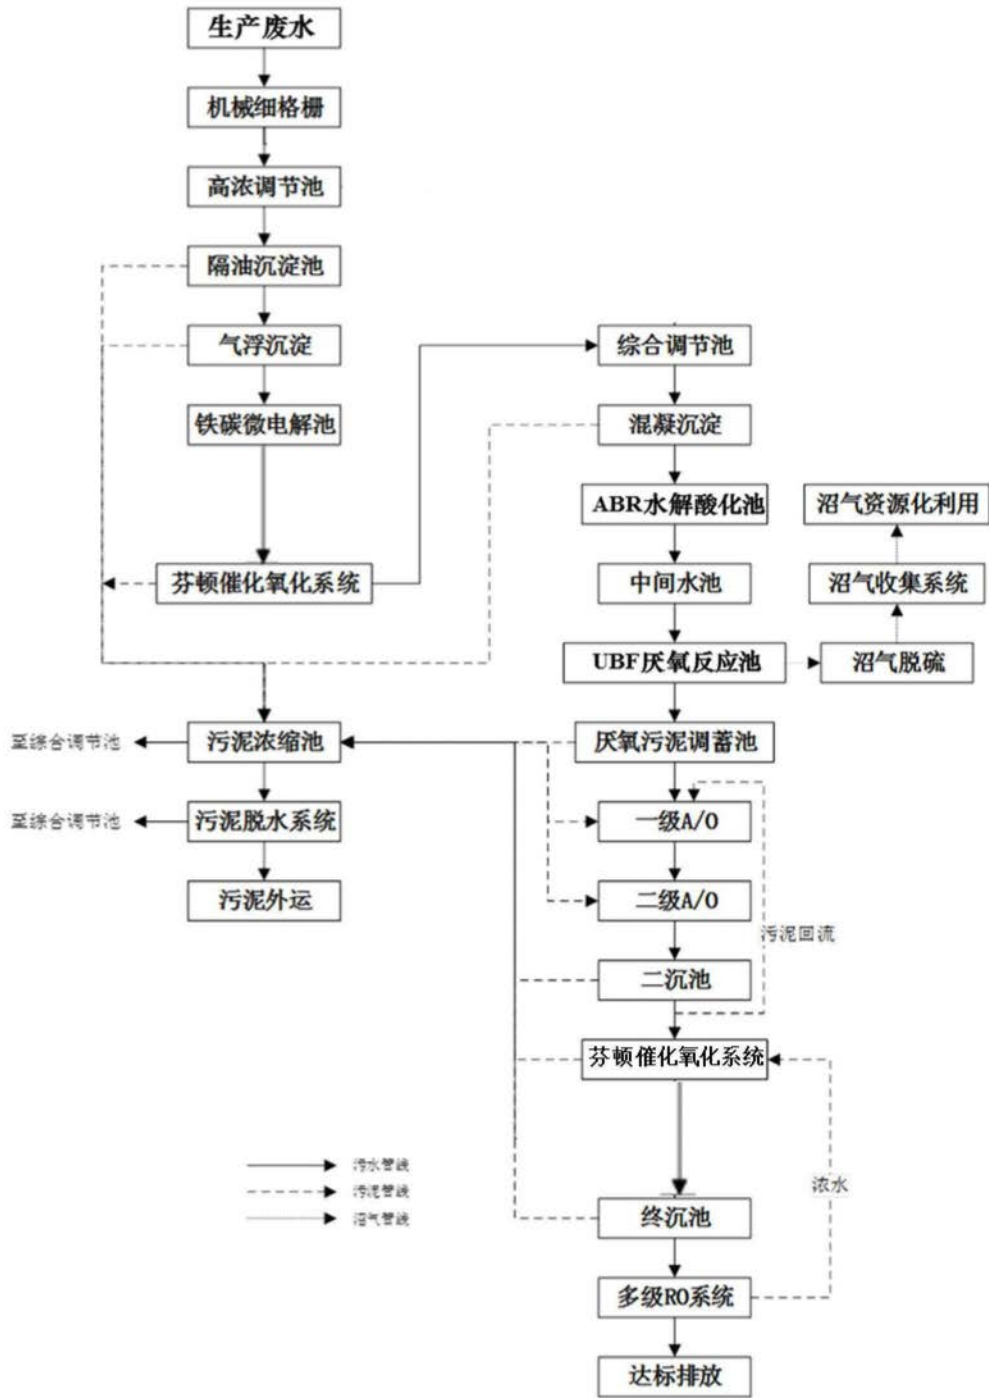 生产废水
机械细格栅
高浓调节池
隔油沉淀池
气浮沉淀
铁碳微电解池
芬顿催化氧化系统
综合调节池
混凝沉淀
ABR水解酸化池
中间水池
UBF厌氧反应池
沼气资源化利用
沼气收集系统
沼气脱硫
至综合调节池
污泥浓缩池
厌氧污泥调蓄池
至综合调节池
污泥脱水系统
一级A/O
污泥外运
二级A/O
污泥回流
二沉池
芬顿催化氧化系统
污水管线
污泥管线
沼气管线
浓水
终沉池
多级RO系统
达标排放